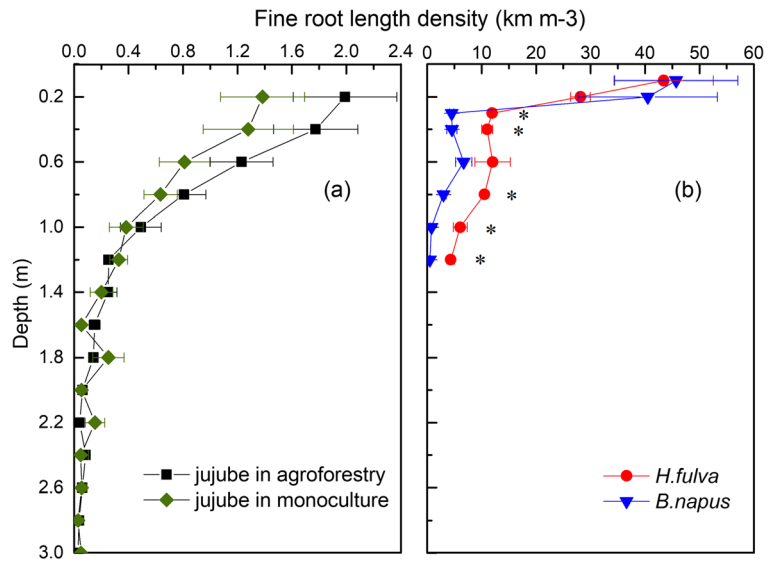 Fine root length density (km m-3)
0.0 0.4 0.8 1.2 1.6 2.0 2.4
0 10 20 30 40 50 60
Depth (m)
0.2
0.6
1.0
1.4
1.8
2.2
2.6
3.0
(a)
(b)
*
*
*
*
*
jujube in agroforestry
jujube in monoculture
H.fulva
B.napus